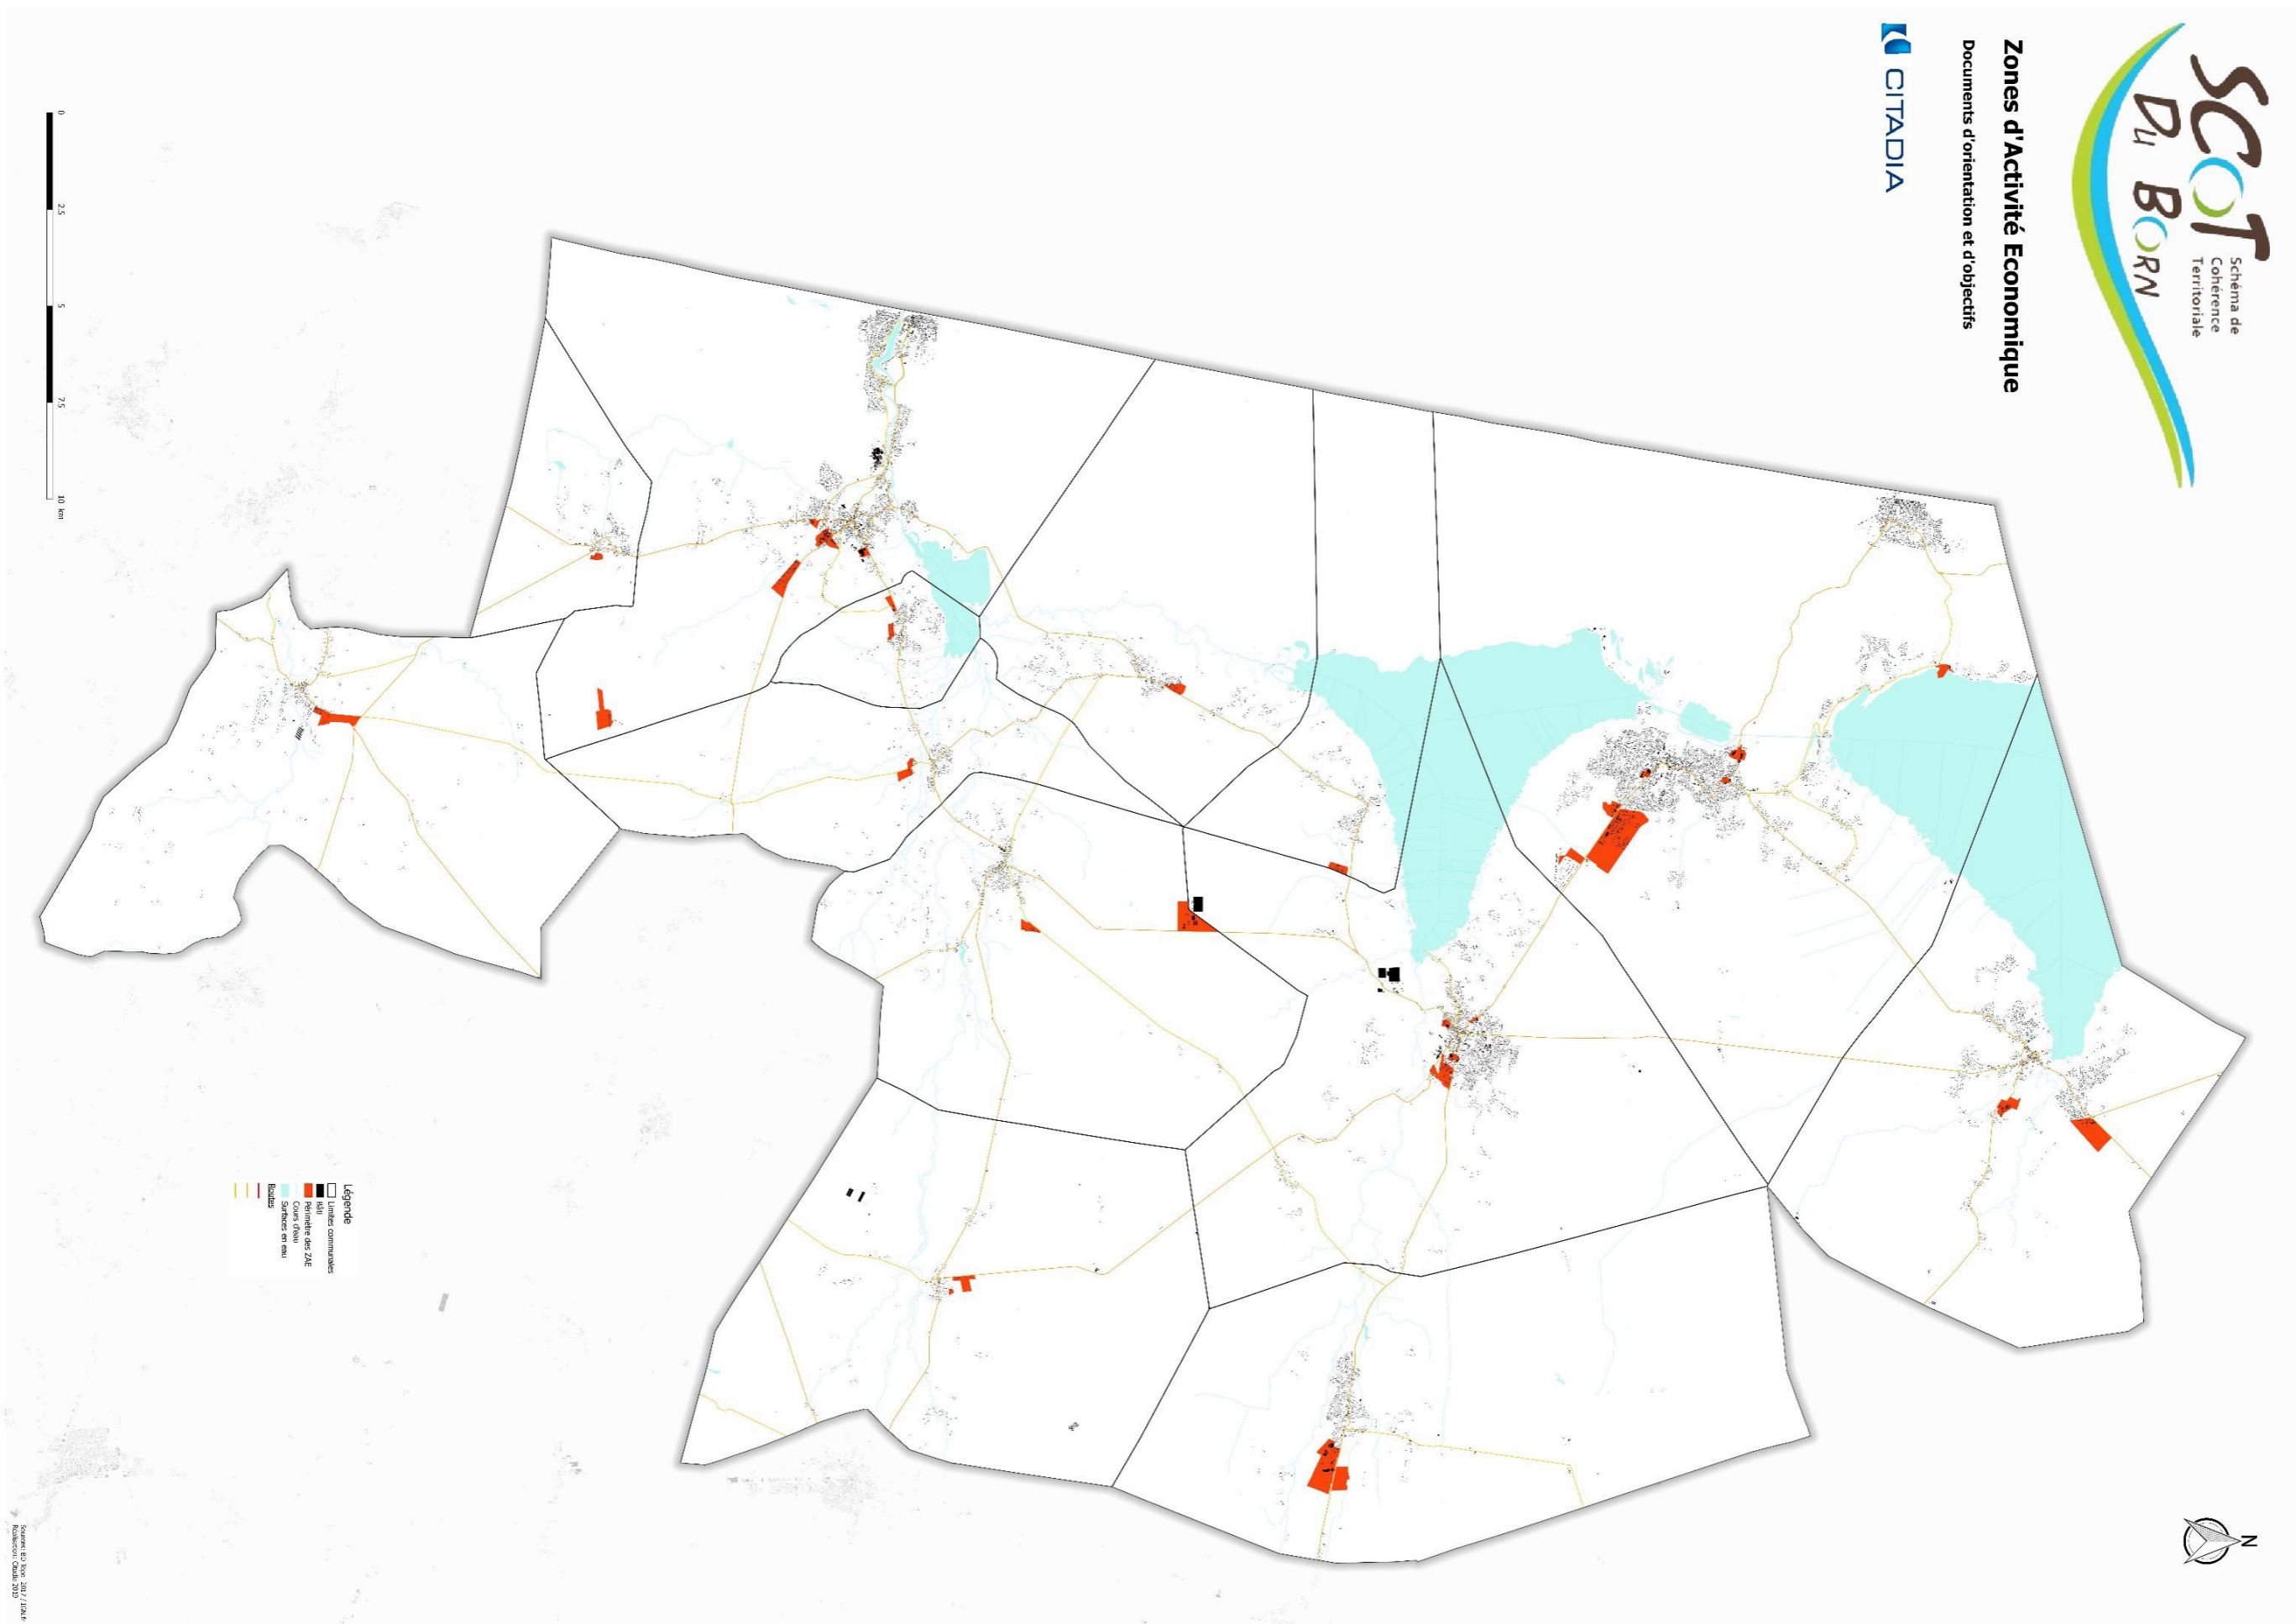 SCOT
DU BORN
Schéma de
Cohérence
Territoriale
Zones d'Activité Economique
Documents d'orientation et d'objectifs
CITADIA
N
0 2.5 5 7.5 10 km
Légende
Limites communales
Bâti
Périmètre des ZAE
Cours d'eau
Surfaces en eau
Routes